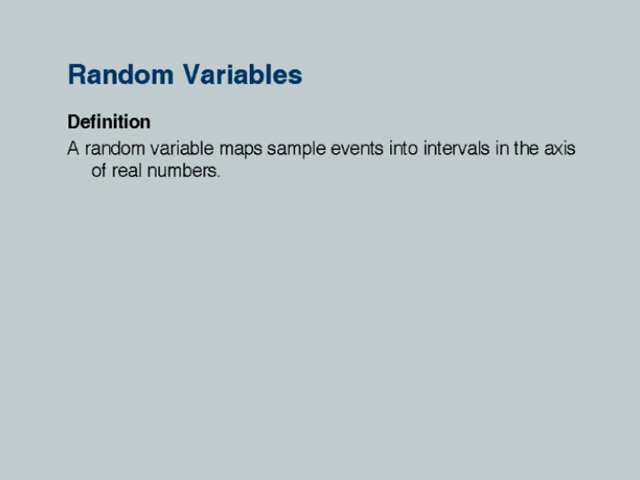 Random Variables
Definition
A random variable maps sample events into intervals in the axis
of real numbers.